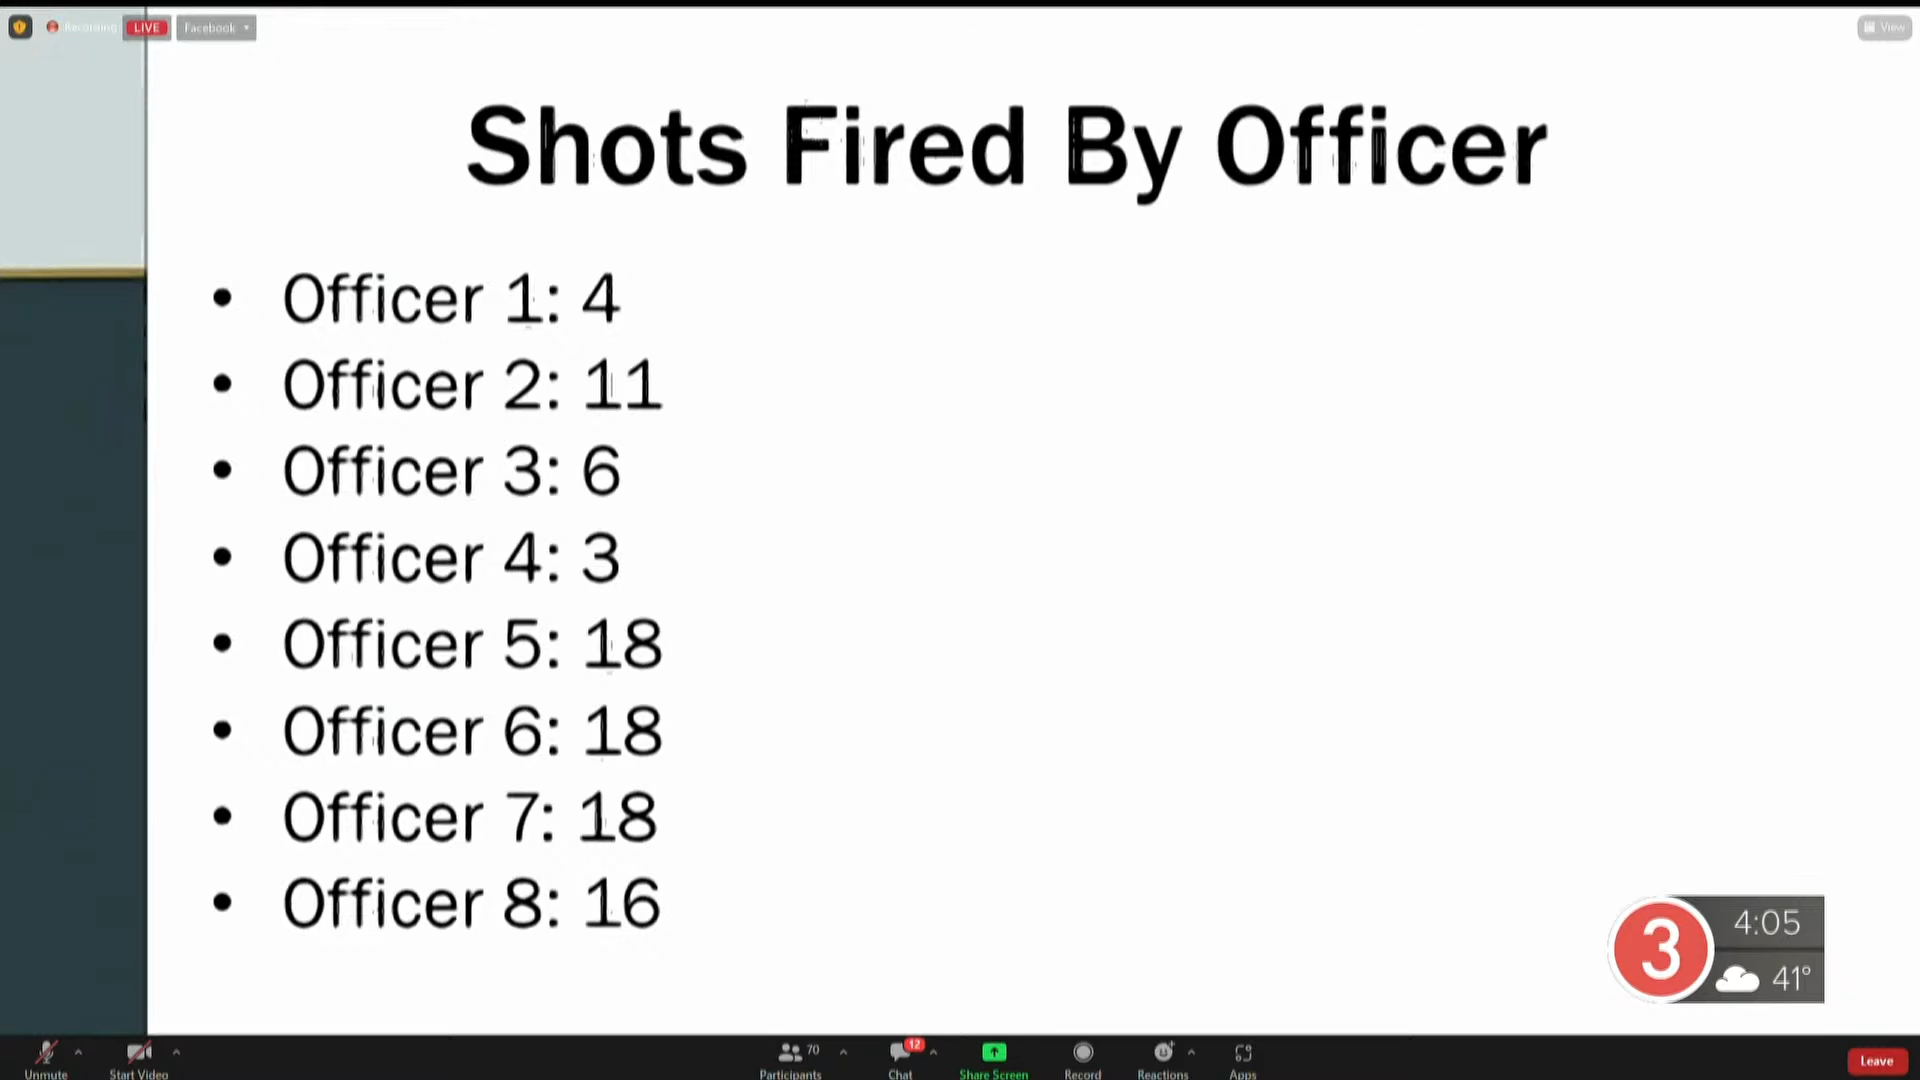 Recording LIVE Facebook View
Shots Fired By Officer
• Officer 1: 4
• Officer 2: 11
• Officer 3: 6
• Officer 4: 3
• Officer 5: 18
• Officer 6: 18
• Officer 7: 18
• Officer 8: 16
3 4:05
41°
70 12
Unmute Start Video Participants Chat Share Screen Record Reactions Apps Leave